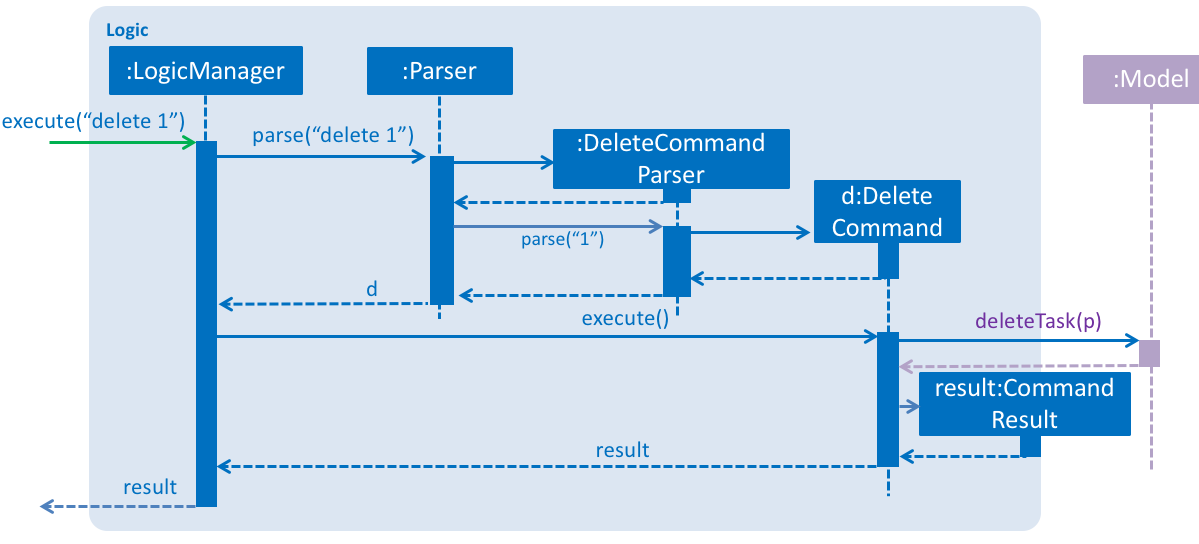 Logic
:LogicManager
:Parser
:Model
execute(“delete 1”)
parse(“delete 1”)
:DeleteCommand
Parser
d:Delete
Command
parse(“1”)
d
execute()
deleteTask(p)
result:Command
Result
result
result